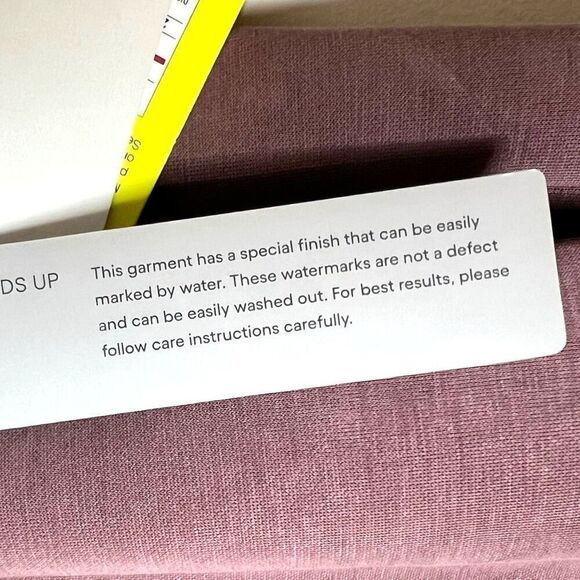 DS UP
This garment has a special finish that can be easily
marked by water. These watermarks are not a defect
and can be easily washed out. For best results, please
follow care instructions carefully.